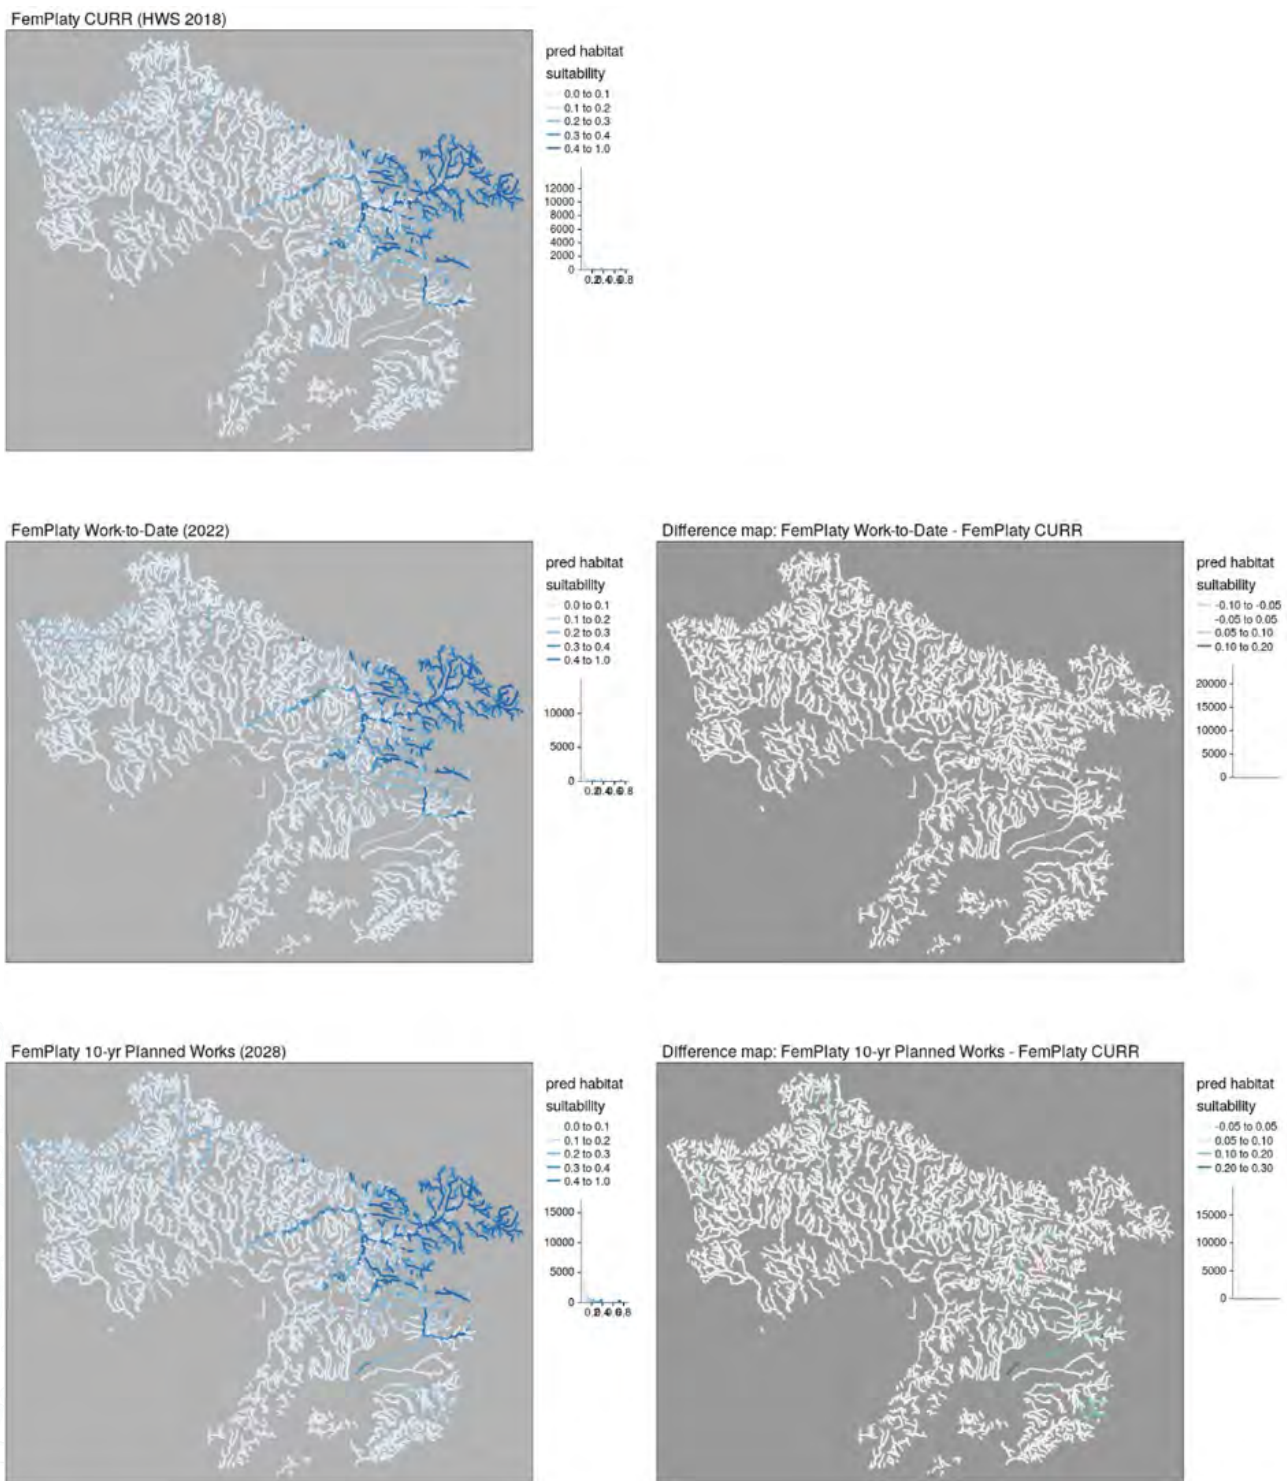 FemPlaty CURR (HWS 2018)
pred habitat
suitability
0.0 to 0.1
0.1 to 0.2
0.2 to 0.3
0.3 to 0.4
0.4 to 1.0
12000
10000
8000
6000
4000
2000
0
FemPlaty Work-to-Date (2022)
pred habitat
suitability
0.0 to 0.1
0.1 to 0.2
0.2 to 0.3
0.3 to 0.4
0.4 to 1.0
10000
5000
0
Difference map: FemPlaty Work-to-Date - FemPlaty CURR
pred habitat
suitability
-0.10 to -0.05
-0.05 to 0.05
0.05 to 0.10
0.10 to 0.20
20000
15000
10000
5000
0
FemPlaty 10-yr Planned Works (2028)
pred habitat
suitability
0.0 to 0.1
0.1 to 0.2
0.2 to 0.3
0.3 to 0.4
0.4 to 1.0
15000
10000
5000
0
Difference map: FemPlaty 10-yr Planned Works - FemPlaty CURR
pred habitat
suitability
-0.05 to 0.05
0.05 to 0.10
0.10 to 0.20
0.20 to 0.30
15000
10000
5000
0